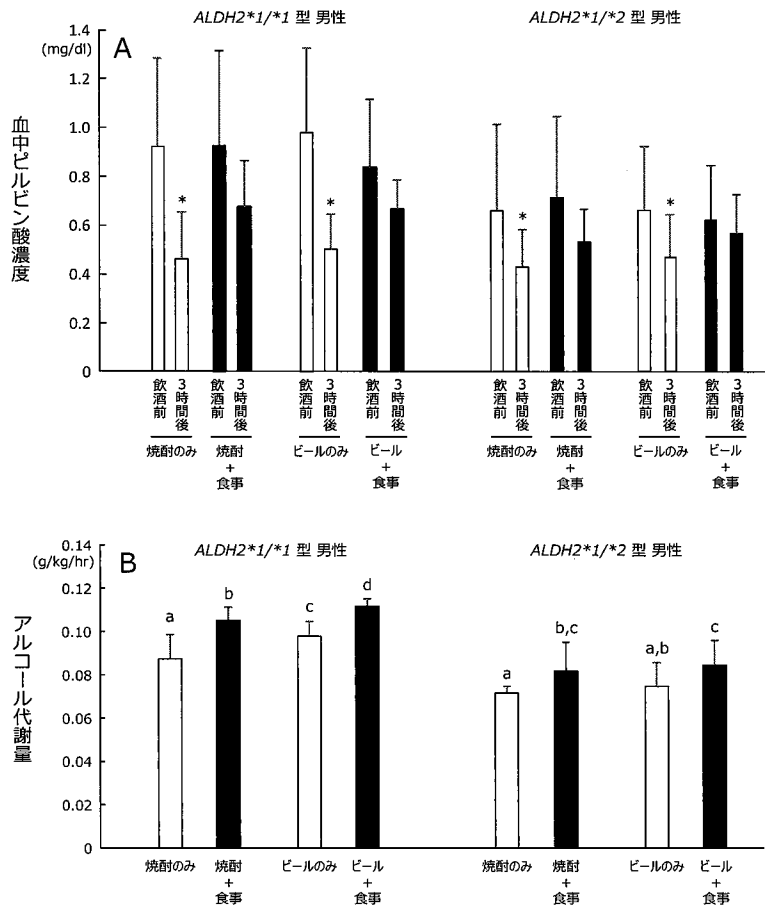 ALDH2*1/*1 型 男性
ALDH2*1/*2 型 男性
A
1.4
(mg/dl)
1.2
1.0
0.8
0.6
0.4
0.2
0
血中ピルビン酸濃度
*
*
*
*
飲酒前
3時間後
飲酒前
3時間後
飲酒前
3時間後
飲酒前
3時間後
飲酒前
3時間後
飲酒前
3時間後
飲酒前
3時間後
飲酒前
3時間後
焼酎のみ
焼酎
+
食事
ビールのみ
ビール
+
食事
焼酎のみ
焼酎
+
食事
ビールのみ
ビール
+
食事
ALDH2*1/*1 型 男性
ALDH2*1/*2 型 男性
B
0.14
(g/kg/hr)
0.12
0.10
0.08
0.06
0.04
0.02
0
アルコール代謝量
a
b
c
d
a
b,c
a,b
c
焼酎のみ
焼酎
+
食事
ビールのみ
ビール
+
食事
焼酎のみ
焼酎
+
食事
ビールのみ
ビール
+
食事